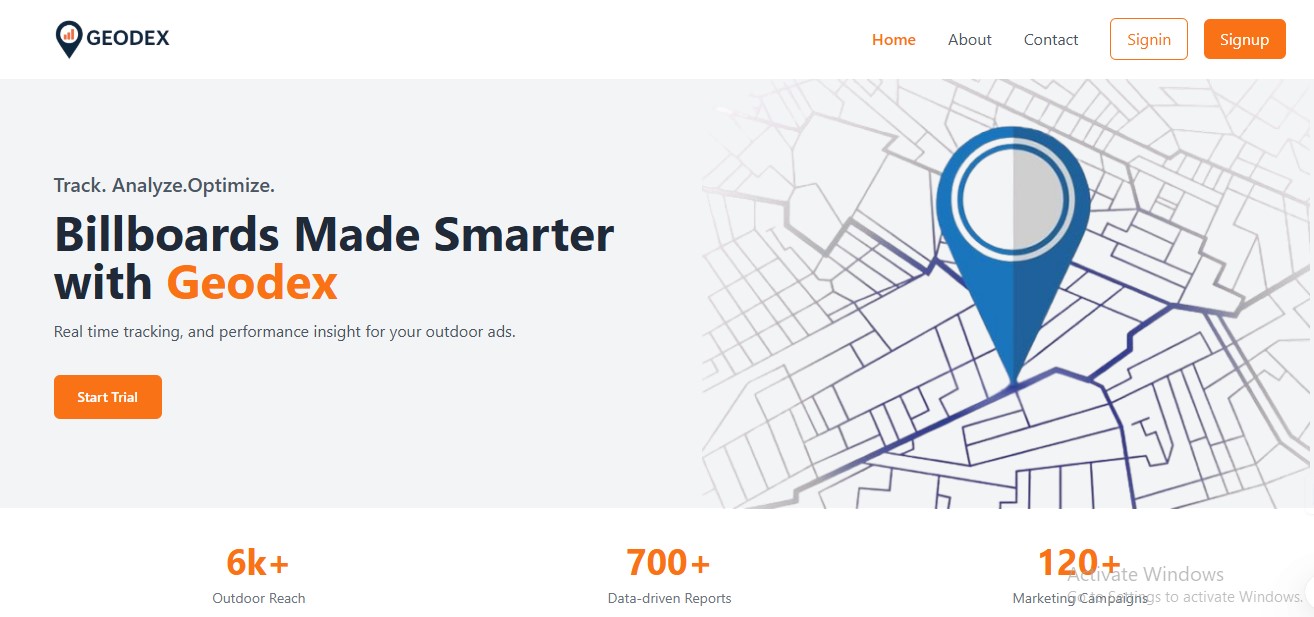 GEODEX
Home About Contact Signin Signup
Track. Analyze.Optimize.
Billboards Made Smarter
with Geodex
Real time tracking, and performance insight for your outdoor ads.
Start Trial
6k+ 700+ 120+
Outdoor Reach Data-driven Reports Marketing Campaigns
Activate Windows
Go to Settings to activate Windows.